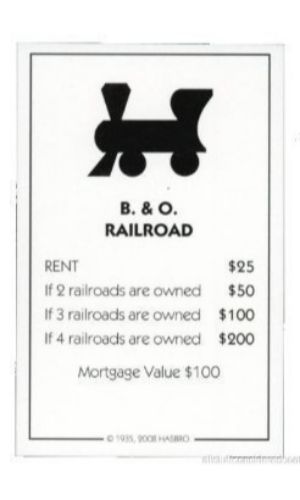 B. & O.
RAILROAD
RENT $25
If 2 railroads are owned $50
If 3 railroads are owned $100
If 4 railroads are owned $200
Mortgage Value $100
© 1935, 2008 HASBRO